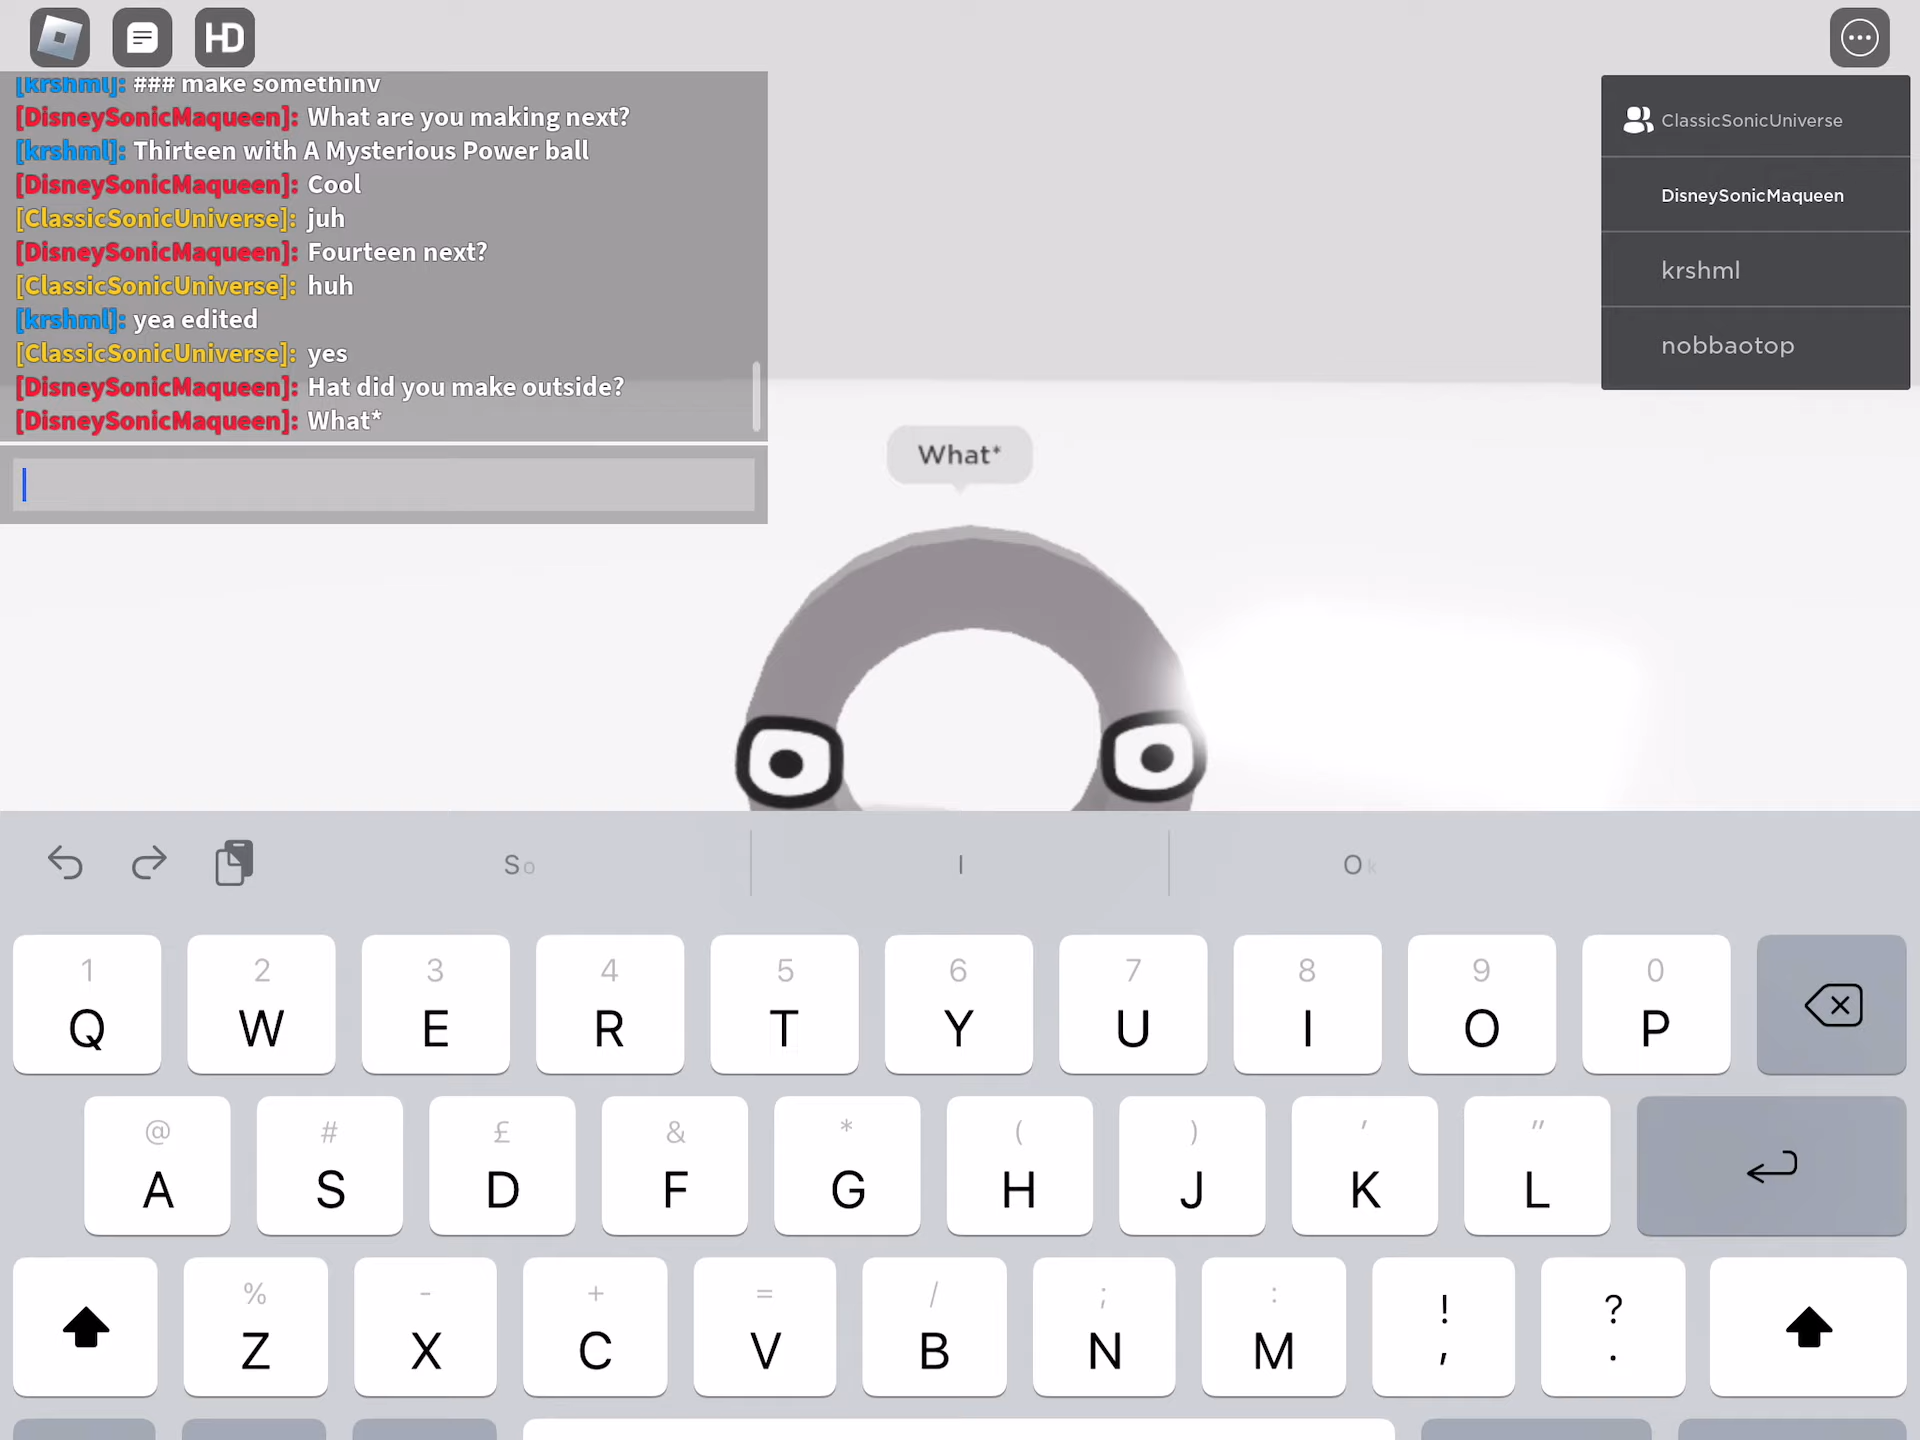 HD
[krshml]: ### make somethinv
[DisneySonicMaqueen]: What are you making next?
[krshml]: Thirteen with A Mysterious Power ball
[DisneySonicMaqueen]: Cool
[ClassicSonicUniverse]: juh
[DisneySonicMaqueen]: Fourteen next?
[ClassicSonicUniverse]: huh
[krshml]: yea edited
[ClassicSonicUniverse]: yes
[DisneySonicMaqueen]: Hat did you make outside?
[DisneySonicMaqueen]: What*
ClassicSonicUniverse
DisneySonicMaqueen
krshml
nobbaotop
What*
So I Ok
1 2 3 4 5 6 7 8 9 0
Q W E R T Y U I O P
@ # £ & * ( ) ' "
A S D F G H J K L
% - + = / ; : ! ?
Z X C V B N M , .